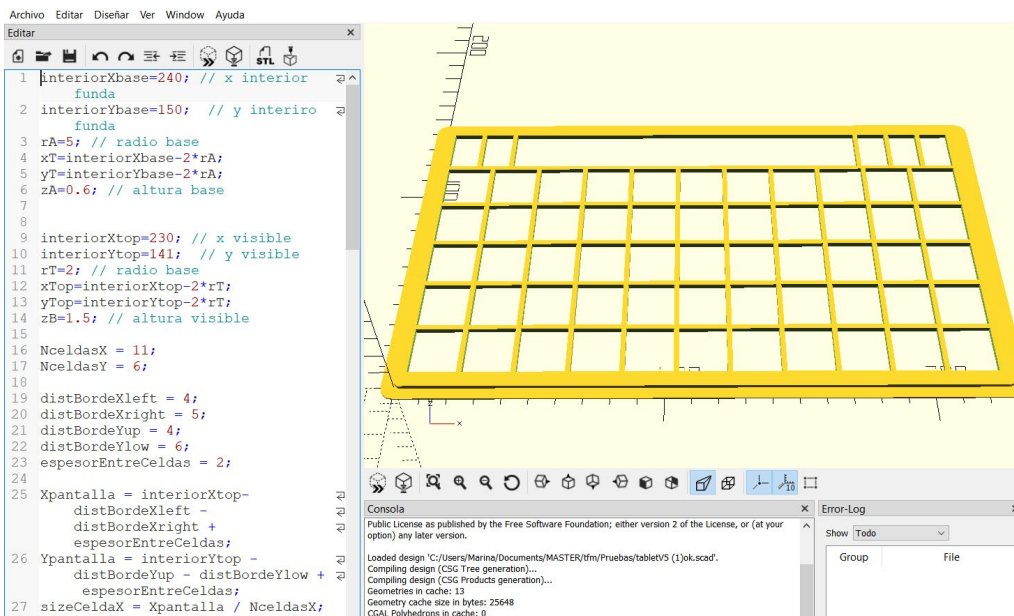 Archivo Editar Diseñar Ver Window Ayuda
Editar
STL
1 interiorXbase=240; // x interior
funda
2 interiorYbase=150; // y interiro
funda
3 rA=5; // radio base
4 xT=interiorXbase-2*rA;
5 yT=interiorYbase-2*rA;
6 zA=0.6; // altura base
7
8
9 interiorXtop=230; // x visible
10 interiorYtop=141; // y visible
11 rT=2; // radio base
12 xTop=interiorXtop-2*rT;
13 yTop=interiorYtop-2*rT;
14 zB=1.5; // altura visible
15
16 NceldasX = 11;
17 NceldasY = 6;
18
19 distBordeXleft = 4;
20 distBordeXright = 5;
21 distBordeYup = 4;
22 distBordeYlow = 6;
23 espesorEntreCeldas = 2;
24
25 Xpantalla = interiorXtop-
distBordeXleft -
distBordeXright +
espesorEntreCeldas;
26 Ypantalla = interiorYtop -
distBordeYup - distBordeYlow +
espesorEntreCeldas;
27 sizeCeldaX = Xpantalla / NceldasX;
200
x
10
Consola
Public License as published by the Free Software Foundation; either version 2 of the License, or (at your
option) any later version.
Loaded design 'C:/Users/Marina/Documents/MASTER/tfm/Pruebas/tabletV5 (1)ok.scad'.
Compiling design (CSG Tree generation)...
Compiling design (CSG Products generation)...
Geometries in cache: 13
Geometry cache size in bytes: 25648
CGAL Polyhedrons in cache: 0
Error-Log
Show Todo
Group File